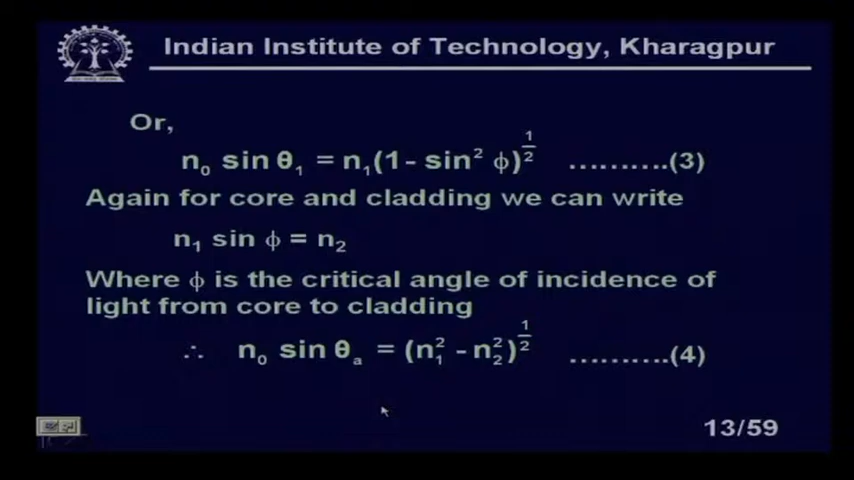 Indian Institute of Technology, Kharagpur
Or,
n₀ sin θ₁ = n₁(1 - sin² ϕ)^½ ..........(3)
Again for core and cladding we can write
n₁ sin ϕ = n₂
Where ϕ is the critical angle of incidence of
light from core to cladding
∴ n₀ sin θₐ = (n₁² - n₂²)^½ ..........(4)
13/59